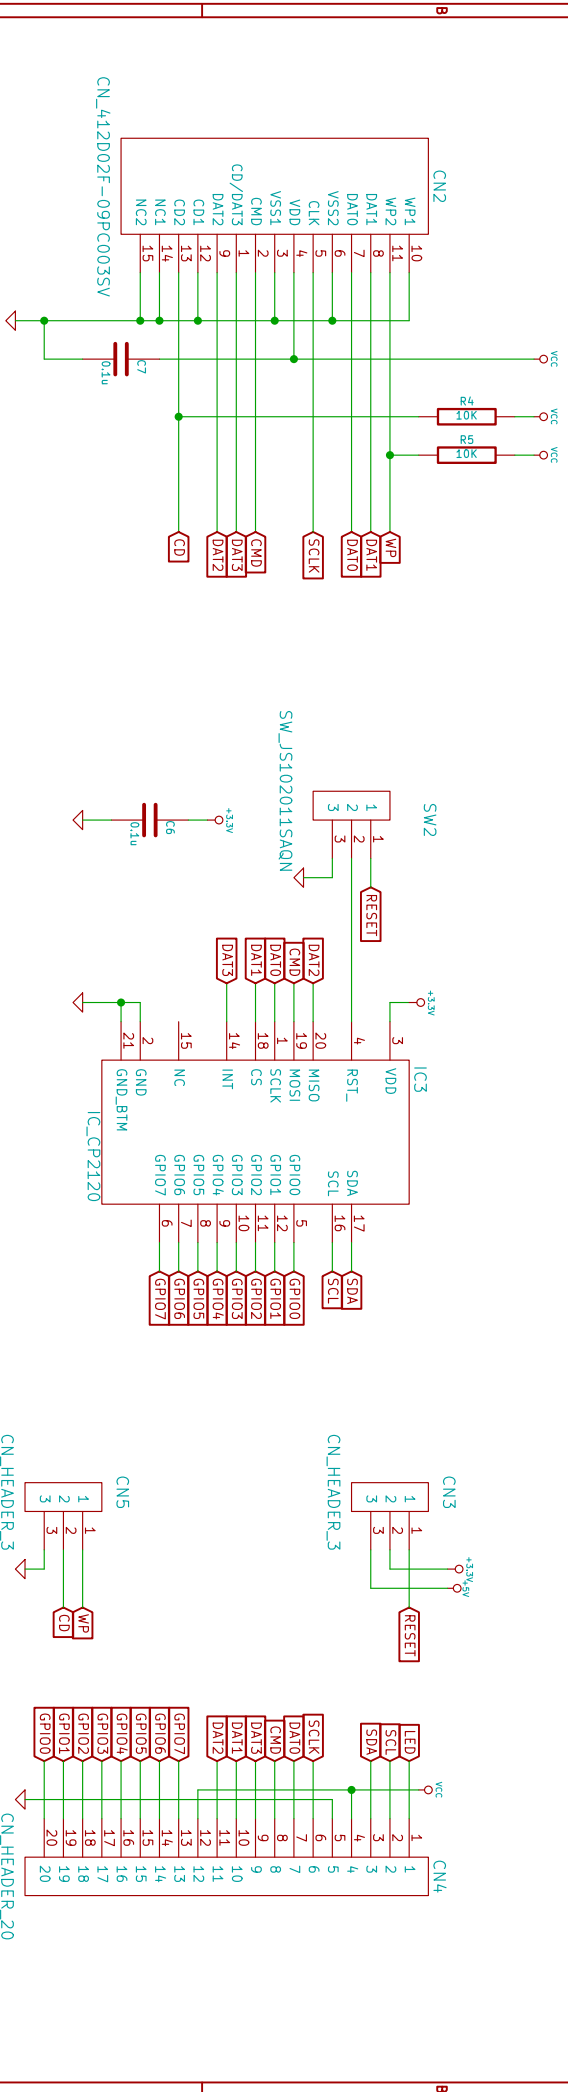 B
CN2
CN_412D02F-09PC003SV
WP1 10
WP2 11
DAT1 8
DAT0 7
VSS2 6
CLK 5
VDD 4
VSS1 3
CMD 2
CD/DAT3 1
DAT2 9
CD1 12
CD2 13
NC1 14
NC2 15
VCC
VCC
VCC
R4
10K
R5
10K
C7
0.1u
WP
DAT1
DAT0
SCLK
CMD
DAT3
DAT2
CD
SW2
SW_JS102011SAQN
1 1
2 2
3 3
RESET
+3.3V
C6
0.1u
+3.3V
IC3
IC_CP2120
DAT2
CMD
DAT0
DAT1
DAT3
3 VDD
4 RST_
20 MISO
19 MOSI
1 SCLK
18 CS
14 INT
15 NC
2 GND
21 GND_BTM
SDA 17
SCL 16
GPIO0 5
GPIO1 12
GPIO2 11
GPIO3 10
GPIO4 9
GPIO5 8
GPIO6 7
GPIO7 6
SDA
SCL
GPIO0
GPIO1
GPIO2
GPIO3
GPIO4
GPIO5
GPIO6
GPIO7
CN3
CN_HEADER_3
1 1
2 2
3 3
+3.3V
+5V
RESET
CN5
CN_HEADER_3
1 1
2 2
3 3
WP
CD
VCC
LED
SCL
SDA
SCLK
DAT0
CMD
DAT3
DAT1
DAT2
GPIO7
GPIO6
GPIO5
GPIO4
GPIO3
GPIO2
GPIO1
GPIO0
CN4
CN_HEADER_20
1 1
2 2
3 3
4 4
5 5
6 6
7 7
8 8
9 9
10 10
11 11
12 12
13 13
14 14
15 15
16 16
17 17
18 18
19 19
20 20
B